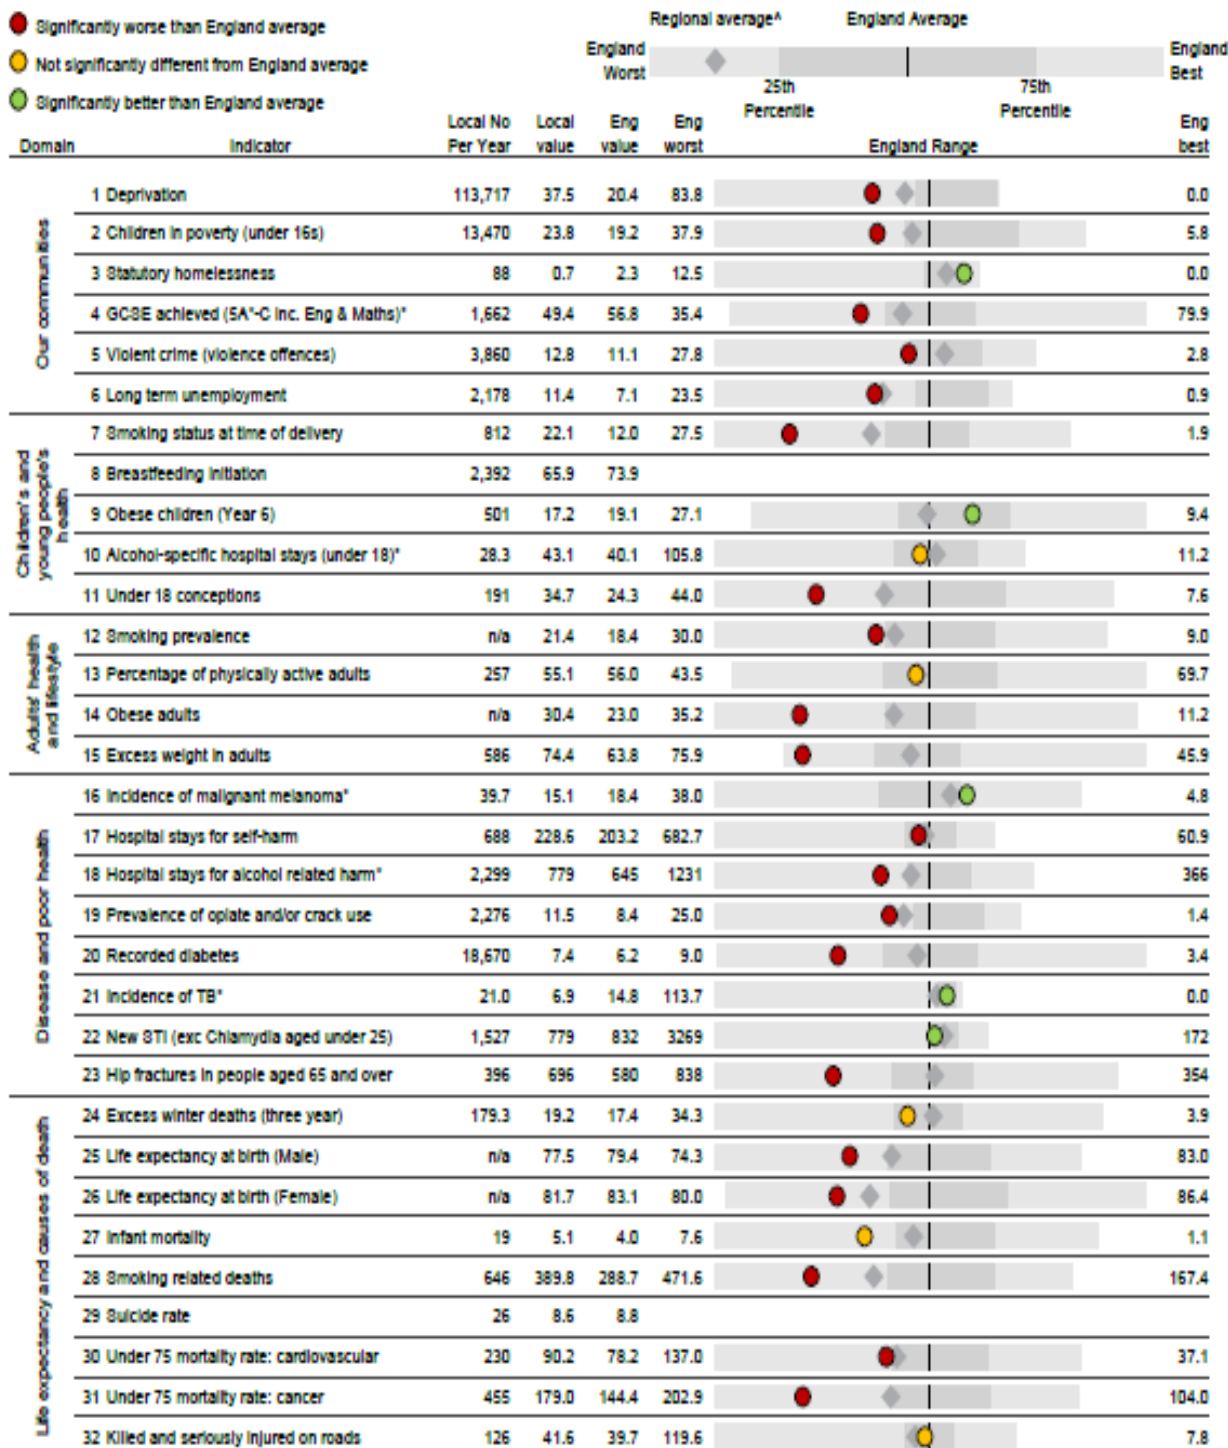 Significantly worse than England average
Not significantly different from England average
Significantly better than England average
Regional average^ England Average
England Worst England Best
25th Percentile 75th Percentile
Domain Indicator Local No Per Year Local value Eng value Eng worst England Range Eng best
Our communities
1 Deprivation 113,717 37.5 20.4 83.8 0.0
2 Children in poverty (under 16s) 13,470 23.8 19.2 37.9 5.8
3 Statutory homelessness 88 0.7 2.3 12.5 0.0
4 GCSE achieved (5A*-C inc. Eng & Maths)* 1,662 49.4 56.8 35.4 79.9
5 Violent crime (violence offences) 3,860 12.8 11.1 27.8 2.8
6 Long term unemployment 2,178 11.4 7.1 23.5 0.9
Children's and young people's health
7 Smoking status at time of delivery 812 22.1 12.0 27.5 1.9
8 Breastfeeding initiation 2,392 65.9 73.9
9 Obese children (Year 6) 501 17.2 19.1 27.1 9.4
10 Alcohol-specific hospital stays (under 18)* 28.3 43.1 40.1 105.8 11.2
11 Under 18 conceptions 191 34.7 24.3 44.0 7.6
Adults' health and lifestyle
12 Smoking prevalence n/a 21.4 18.4 30.0 9.0
13 Percentage of physically active adults 257 55.1 56.0 43.5 69.7
14 Obese adults n/a 30.4 23.0 35.2 11.2
15 Excess weight in adults 586 74.4 63.8 75.9 45.9
Disease and poor health
16 Incidence of malignant melanoma* 39.7 15.1 18.4 38.0 4.8
17 Hospital stays for self-harm 688 228.6 203.2 682.7 60.9
18 Hospital stays for alcohol related harm* 2,299 779 645 1231 366
19 Prevalence of opiate and/or crack use 2,276 11.5 8.4 25.0 1.4
20 Recorded diabetes 18,670 7.4 6.2 9.0 3.4
21 Incidence of TB* 21.0 6.9 14.8 113.7 0.0
22 New STI (exc Chlamydia aged under 25) 1,527 779 832 3269 172
23 Hip fractures in people aged 65 and over 396 696 580 838 354
Life expectancy and causes of death
24 Excess winter deaths (three year) 179.3 19.2 17.4 34.3 3.9
25 Life expectancy at birth (Male) n/a 77.5 79.4 74.3 83.0
26 Life expectancy at birth (Female) n/a 81.7 83.1 80.0 86.4
27 Infant mortality 19 5.1 4.0 7.6 1.1
28 Smoking related deaths 646 389.8 288.7 471.6 167.4
29 Suicide rate 26 8.6 8.8
30 Under 75 mortality rate: cardiovascular 230 90.2 78.2 137.0 37.1
31 Under 75 mortality rate: cancer 455 179.0 144.4 202.9 104.0
32 Killed and seriously injured on roads 126 41.6 39.7 119.6 7.8